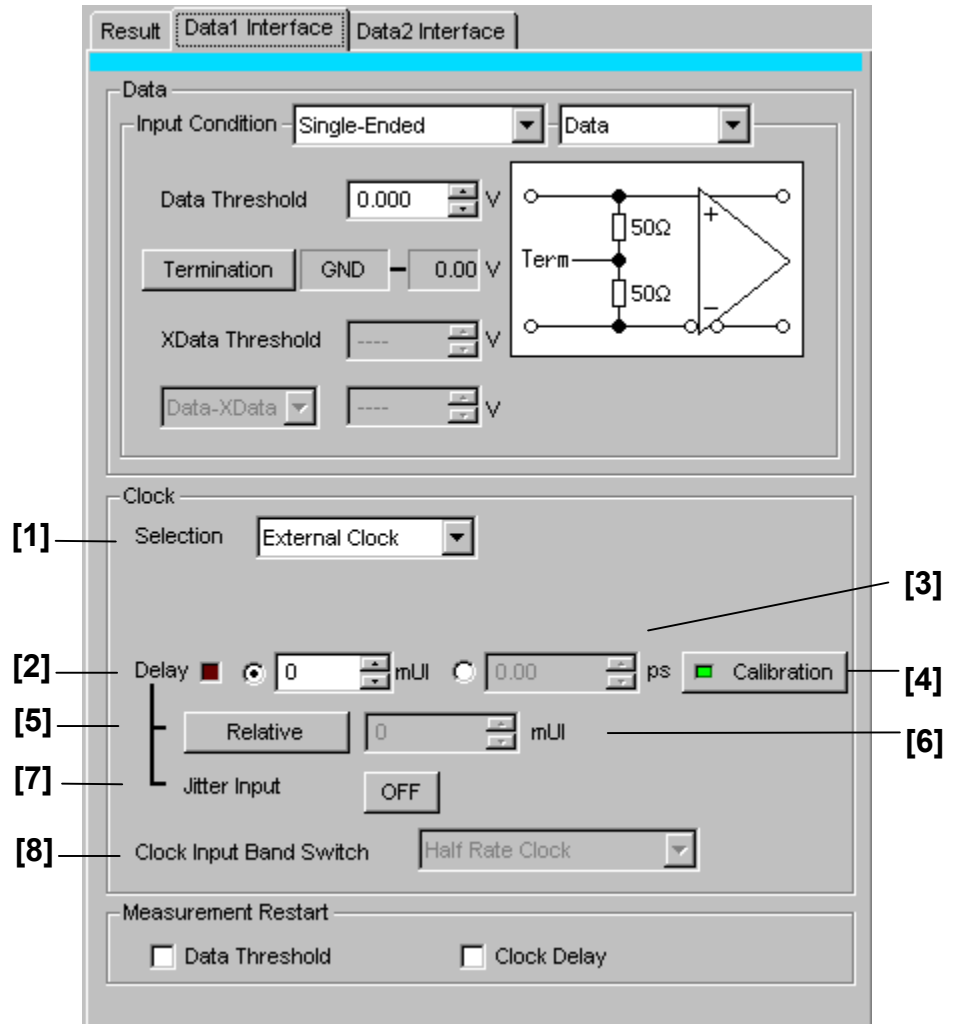 Result Data1 Interface Data2 Interface
Data
Input Condition Single-Ended Data
Data Threshold 0.000 V
Termination GND 0.00 V
XData Threshold ---- V
Data-XData ---- V
Term
50Ω
50Ω
+
−
Clock
[1] Selection External Clock
[3]
[2] Delay 0 mUI 0.00 ps Calibration [4]
[5] Relative 0 mUI [6]
[7] Jitter Input OFF
[8] Clock Input Band Switch Half Rate Clock
Measurement Restart
Data Threshold Clock Delay